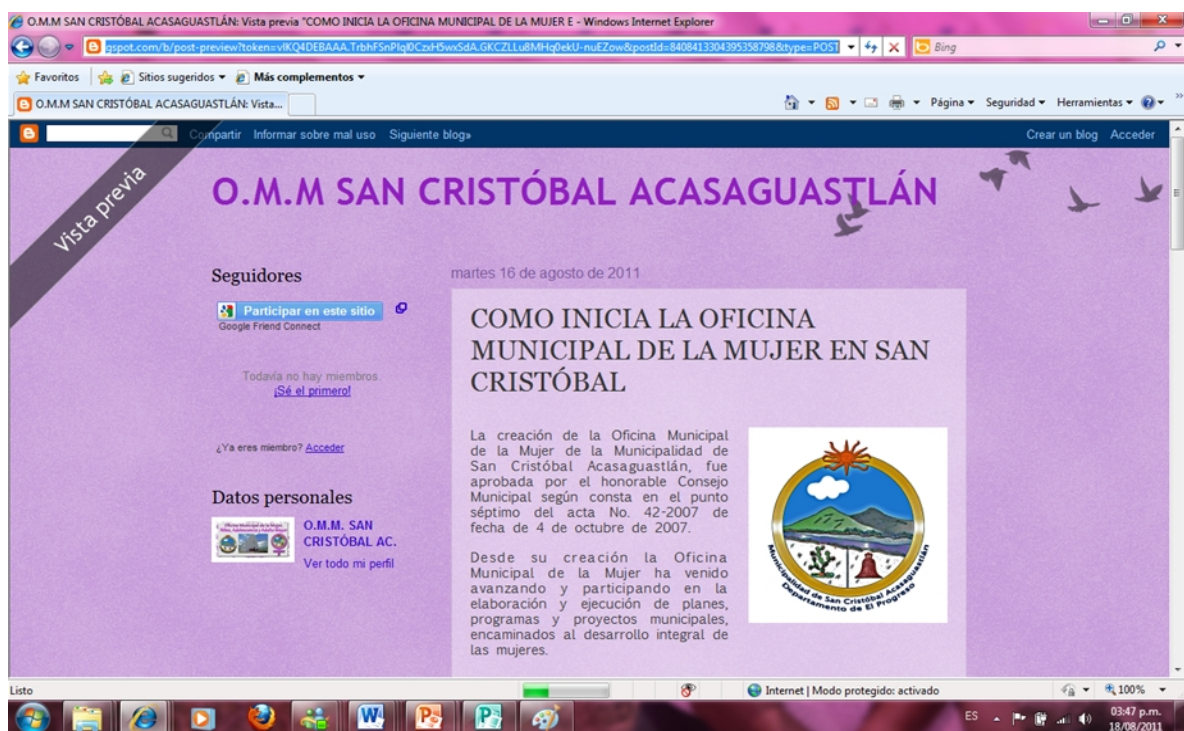 O.M.M SAN CRISTÓBAL ACASAGUASTLÁN: Vista previa "COMO INICIA LA OFICINA MUNICIPAL DE LA MUJER E - Windows Internet Explorer
Bing
Favoritos Sitios sugeridos Más complementos
O.M.M SAN CRISTÓBAL ACASAGUASTLÁN: Vista...
Página Seguridad Herramientas
Compartir Informar sobre mal uso Siguiente blog»
Crear un blog Acceder
Vista previa
O.M.M SAN CRISTÓBAL ACASAGUASTLÁN
Seguidores
Participar en este sitio
Google Friend Connect
Todavía no hay miembros.
¡Sé el primero!
¿Ya eres miembro? Acceder
Datos personales
O.M.M. SAN
CRISTÓBAL AC.
Ver todo mi perfil
martes 16 de agosto de 2011
COMO INICIA LA OFICINA
MUNICIPAL DE LA MUJER EN SAN
CRISTÓBAL
La creación de la Oficina Municipal
de la Mujer de la Municipalidad de
San Cristóbal Acasaguastlán, fue
aprobada por el honorable Consejo
Municipal según consta en el punto
séptimo del acta No. 42-2007 de
fecha de 4 de octubre de 2007.
Desde su creación la Oficina
Municipal de la Mujer ha venido
avanzando y participando en la
elaboración y ejecución de planes,
programas y proyectos municipales,
encaminados al desarrollo integral de
las mujeres.
Municipalidad de San Cristóbal Acasaguastlán
Departamento de El Progreso
Listo
Internet | Modo protegido: activado
100%
ES
03:47 p.m.
18/08/2011